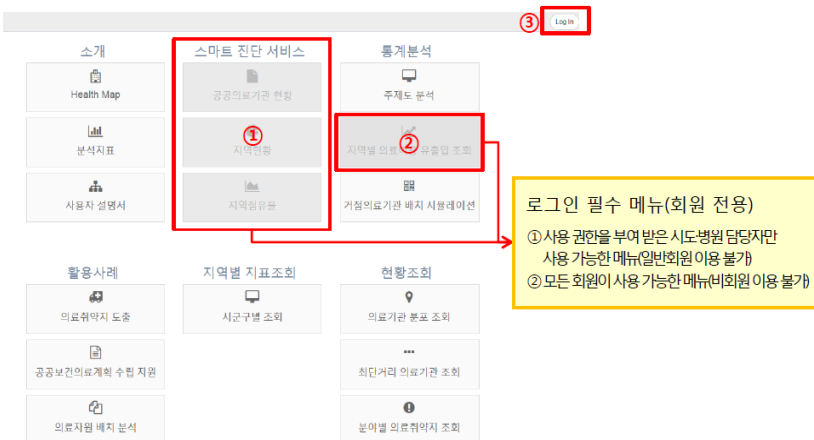 ③ Log In
소개
Health Map
분석지표
사용자 설명서
스마트 진단 서비스
공공의료기관 현황
①
지역현황
지역점유율
통계분석
주제도 분석
②
지역별 의료이용 유출입 조회
거점의료기관 배치 시뮬레이션
로그인 필수 메뉴(회원 전용)
① 사용 권한을 부여 받은 시도·병원 담당자만
사용 가능한 메뉴(일반회원 이용 불가)
② 모든 회원이 사용 가능한 메뉴(비회원 이용 불가)
활용사례
의료취약지 도출
공공보건의료계획 수립 지원
의료자원 배치 분석
지역별 지표조회
시군구별 조회
현황조회
의료기관 분포 조회
최단거리 의료기관 조회
분야별 의료취약지 조회